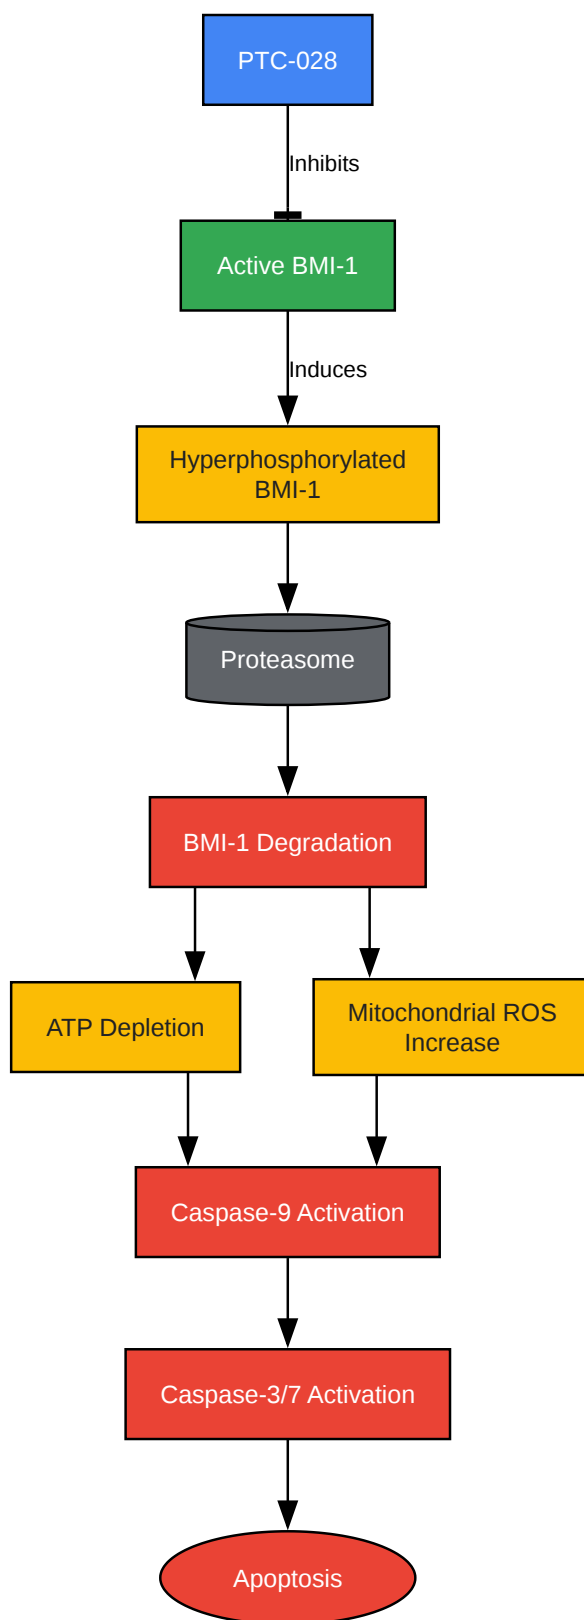 PTC-028
Inhibits
Active BMI-1
Induces
Hyperphosphorylated
BMI-1
Proteasome
BMI-1 Degradation
ATP Depletion
Mitochondrial ROS
Increase
Caspase-9 Activation
Caspase-3/7 Activation
Apoptosis